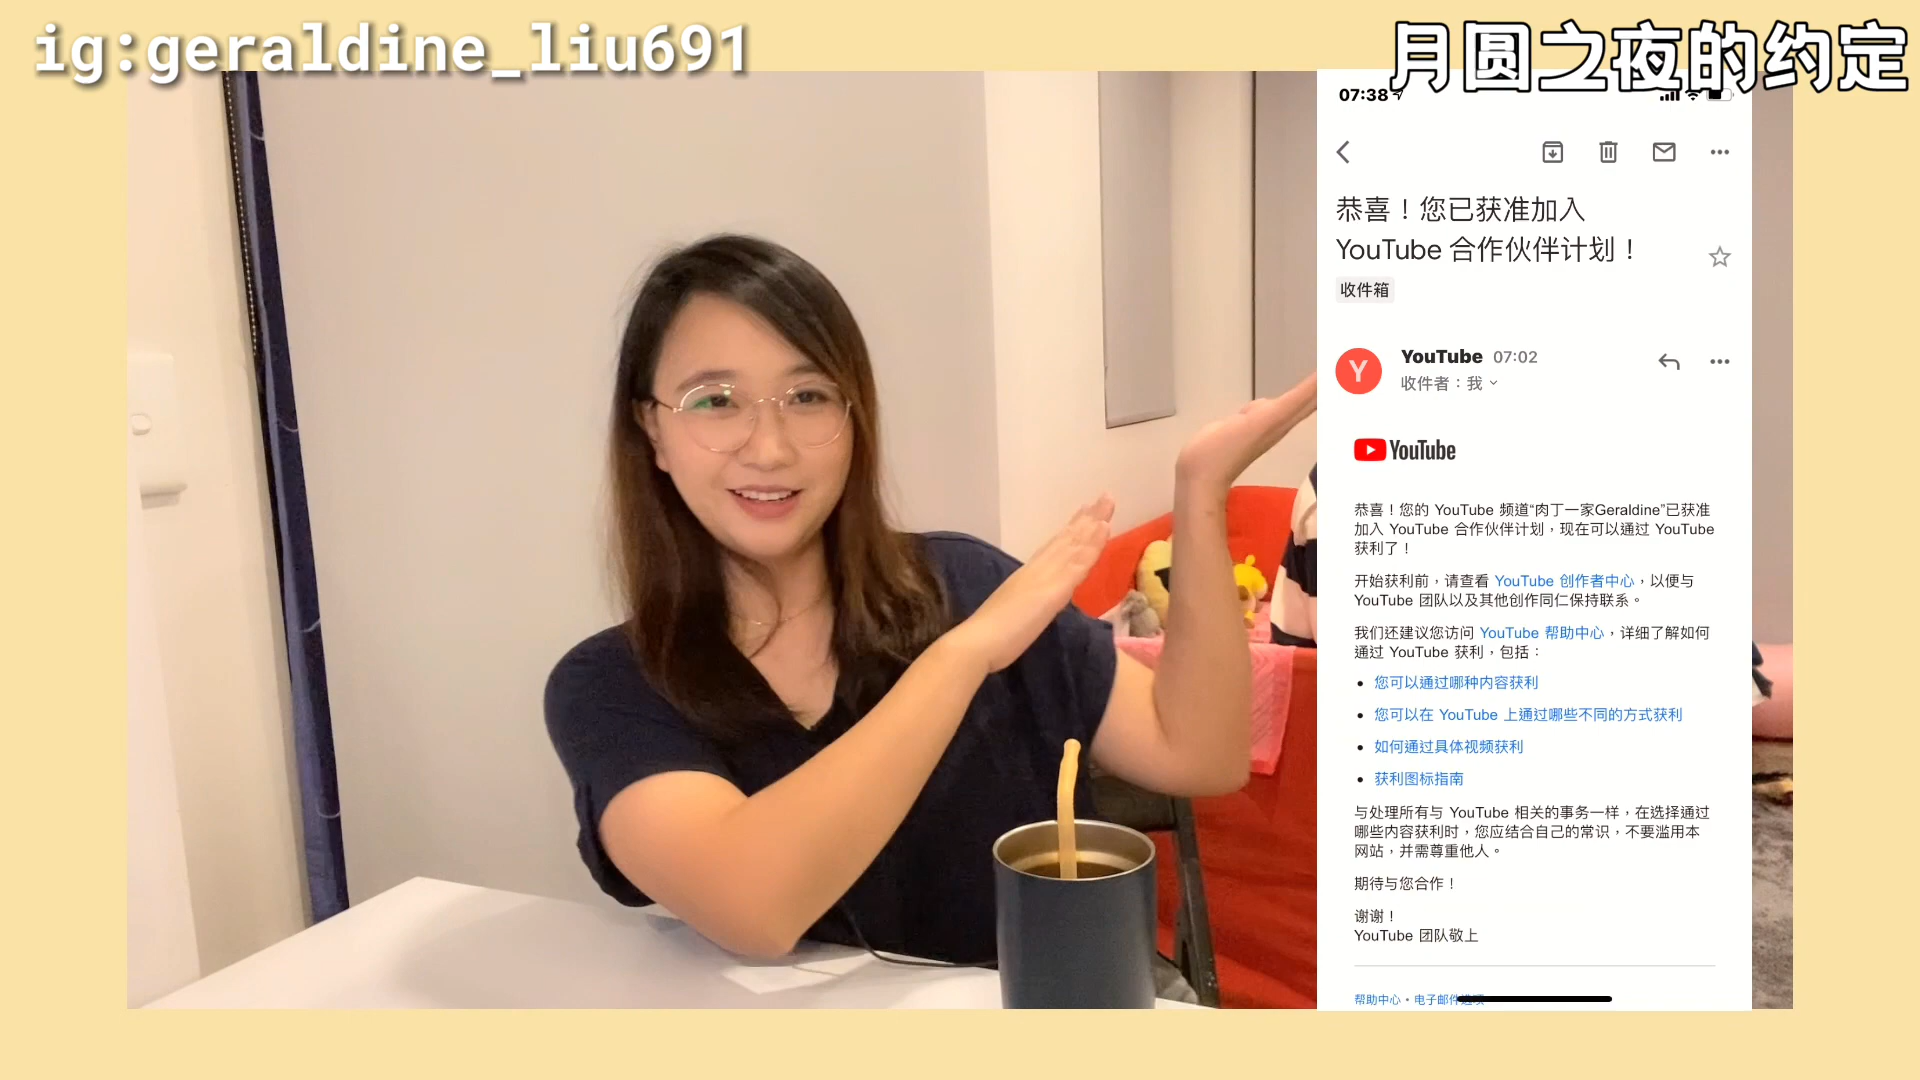 ig:geraldine_liu691
月圆之夜的约定
07:38
恭喜！您已获准加入
YouTube 合作伙伴计划！
收件箱
Y
YouTube 07:02
收件者：我
YouTube
恭喜！您的 YouTube 频道“肉丁一家Geraldine”已获准
加入 YouTube 合作伙伴计划，现在可以通过 YouTube
获利了！
开始获利前，请查看 YouTube 创作者中心，以便与
YouTube 团队以及其他创作同仁保持联系。
我们还建议您访问 YouTube 帮助中心，详细了解如何
通过 YouTube 获利，包括：
• 您可以通过哪种内容获利
• 您可以在 YouTube 上通过哪些不同的方式获利
• 如何通过具体视频获利
• 获利图标指南
与处理所有与 YouTube 相关的事务一样，在选择通过
哪些内容获利时，您应结合自己的常识，不要滥用本
网站，并需尊重他人。
期待与您合作！
谢谢！
YouTube 团队敬上
帮助中心 • 电子邮件选项